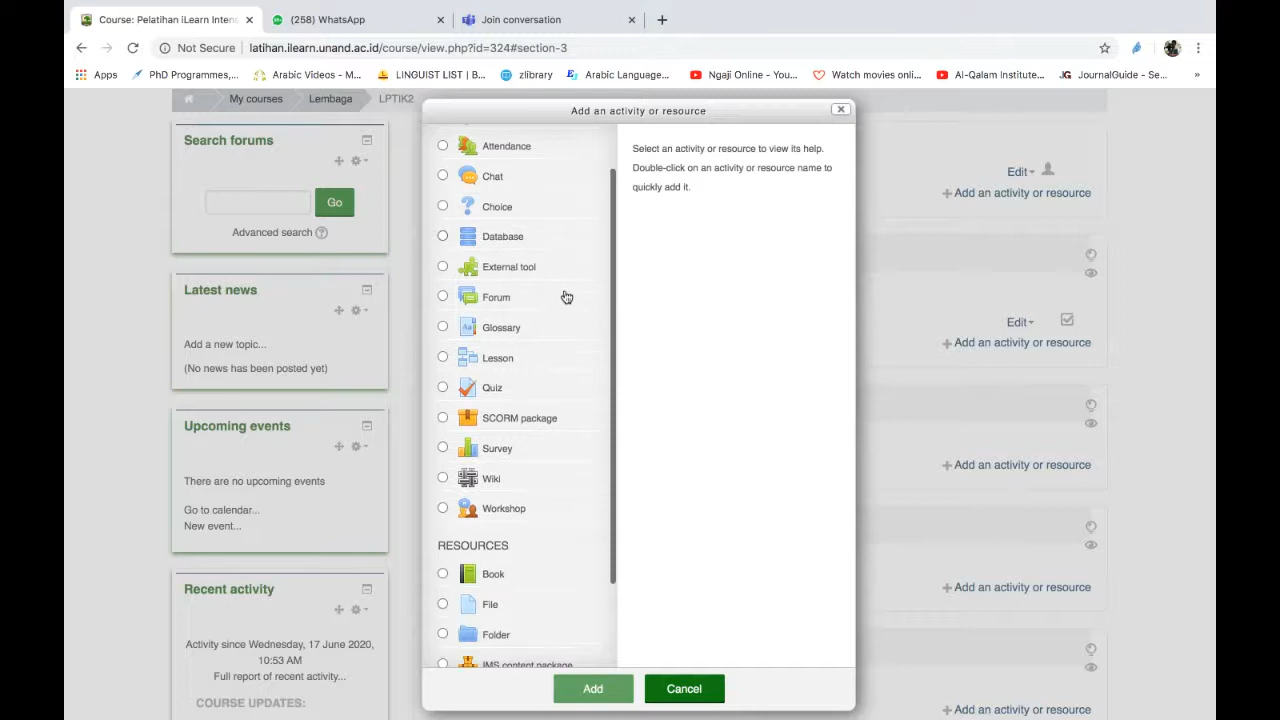 Course: Pelatihan iLearn Intens
(258) WhatsApp
Join conversation
Not Secure
latihan.ilearn.unand.ac.id/course/view.php?id=324#section-3
Apps
PhD Programmes,...
Arabic Videos - M...
LINGUIST LIST | B...
zlibrary
Arabic Language,...
Ngaji Online - You...
Watch movies onli...
Al-Qalam Institute...
JournalGuide - Se...
»
My courses
Lembaga
LPTIK2
Search forums
Go
Advanced search
Latest news
Add a new topic...
(No news has been posted yet)
Upcoming events
There are no upcoming events
Go to calendar...
New event...
Recent activity
Activity since Wednesday, 17 June 2020,
10:53 AM
Full report of recent activity...
COURSE UPDATES:
Add an activity or resource
Attendance
Chat
Choice
Database
External tool
Forum
Glossary
Lesson
Quiz
SCORM package
Survey
Wiki
Workshop
RESOURCES
Book
File
Folder
IMS content package
Select an activity or resource to view its help.
Double-click on an activity or resource name to
quickly add it.
Add
Cancel
Edit
Add an activity or resource
Edit
Add an activity or resource
Add an activity or resource
Add an activity or resource
Add an activity or resource